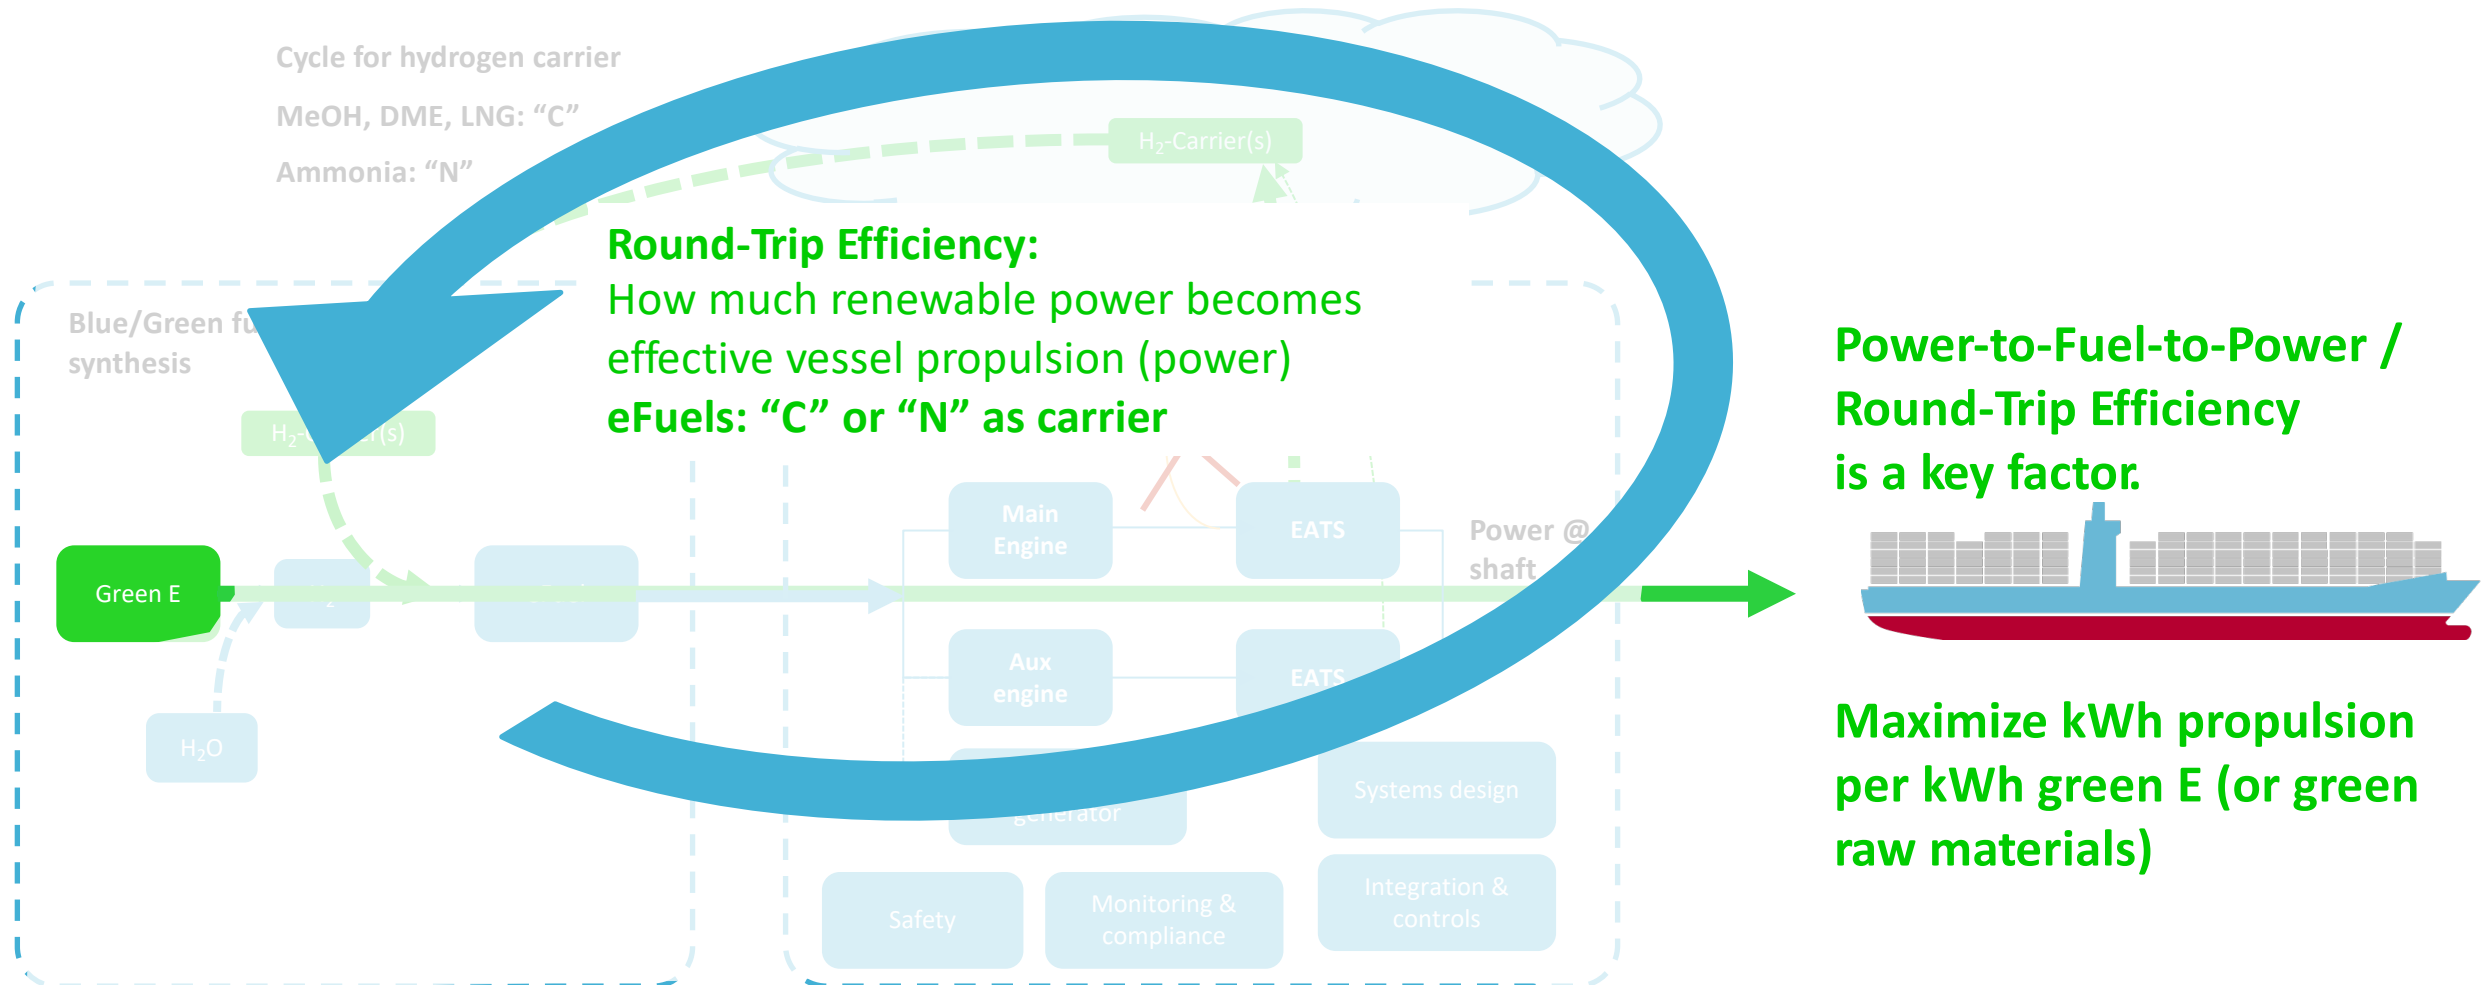 Cycle for hydrogen carrier
MeOH, DME, LNG: “C”
Ammonia: “N”
H₂-Carrier(s)
Round-Trip Efficiency:
How much renewable power becomes
effective vessel propulsion (power)
eFuels: “C” or “N” as carrier
Blue/Green
synthesis
Green E
H₂O
Main
Engine
EATS
Aux
engine
EATS
Power @
shaft
generator
Systems design
Safety
Monitoring &
compliance
Integration &
controls
Power-to-Fuel-to-Power /
Round-Trip Efficiency
is a key factor.
Maximize kWh propulsion
per kWh green E (or green
raw materials)